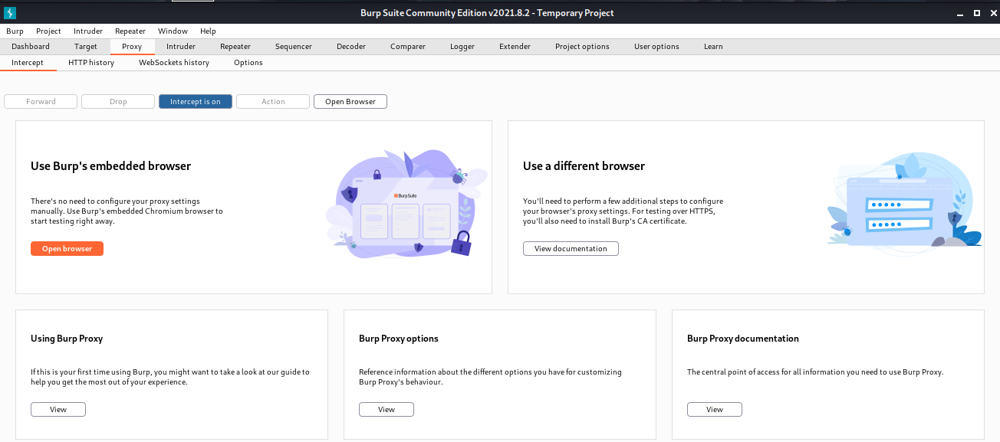 Burp Suite Community Edition v2021.8.2 - Temporary Project
Burp Project Intruder Repeater Window Help
Dashboard Target Proxy Intruder Repeater Sequencer Decoder Comparer Logger Extender Project options User options Learn
Intercept HTTP history WebSockets history Options
Forward Drop Intercept is on Action Open Browser
Use Burp's embedded browser
There's no need to configure your proxy settings
manually. Use Burp's embedded Chromium browser to
start testing right away.
Open browser
Burp Suite
Use a different browser
You'll need to perform a few additional steps to configure
your browser's proxy settings. For testing over HTTPS,
you'll also need to install Burp's CA certificate.
View documentation
Using Burp Proxy
If this is your first time using Burp, you might want to take a look at our guide to
help you get the most out of your experience.
View
Burp Proxy options
Reference information about the different options you have for customizing
Burp Proxy's behaviour.
View
Burp Proxy documentation
The central point of access for all information you need to use Burp Proxy.
View